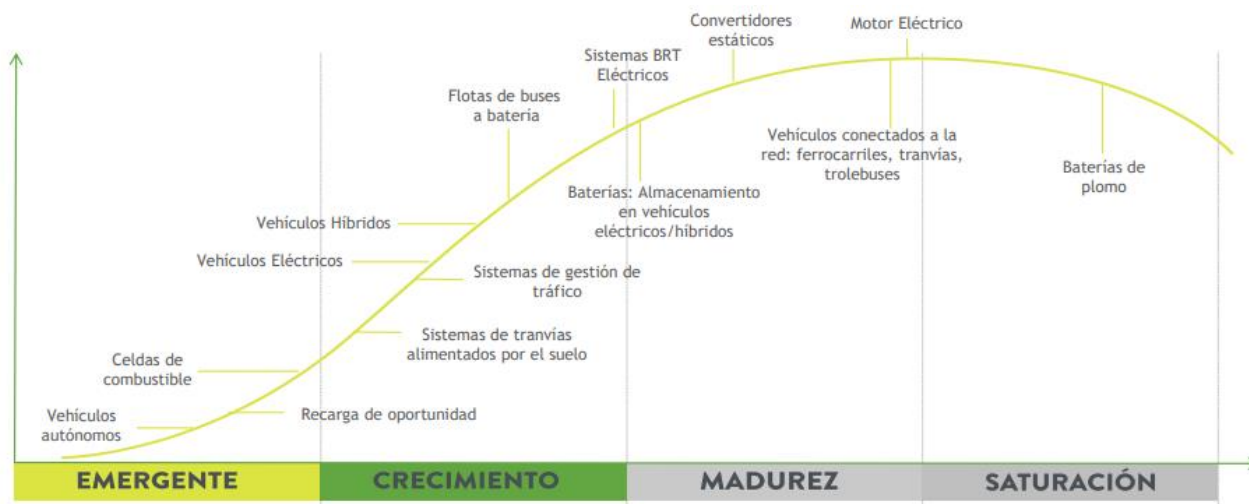 Convertidores
estáticos
Motor Eléctrico
Sistemas BRT
Eléctricos
Flotas de buses
a batería
Vehículos conectados a la
red: ferrocarriles, tranvías,
trolebuses
Baterías de
plomo
Baterías: Almacenamiento
en vehículos
eléctricos/híbridos
Vehículos Híbridos
Vehículos Eléctricos
Sistemas de gestión de
tráfico
Sistemas de tranvías
alimentados por el suelo
Celdas de
combustible
Recarga de oportunidad
Vehículos
autónomos
EMERGENTE
CRECIMIENTO
MADUREZ
SATURACIÓN